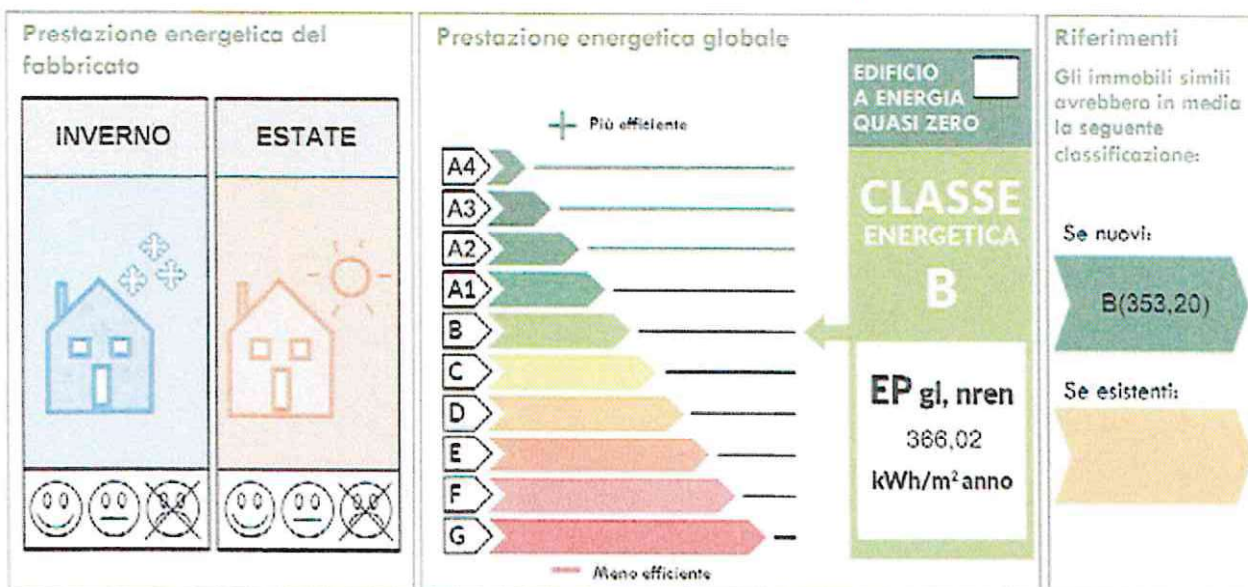 Prestazione energetica del
fabbricato
INVERNO
ESTATE
Prestazione energetica globale
Più efficiente
A4
A3
A2
A1
B
C
D
E
F
G
Meno efficiente
EDIFICIO
A ENERGIA
QUASI ZERO
CLASSE
ENERGETICA
B
EP gl, nren
366,02
kWh/m² anno
Riferimenti
Gli immobili simili
avrebbero in media
la seguente
classificazione:
Se nuovi:
B(353,20)
Se esistenti: